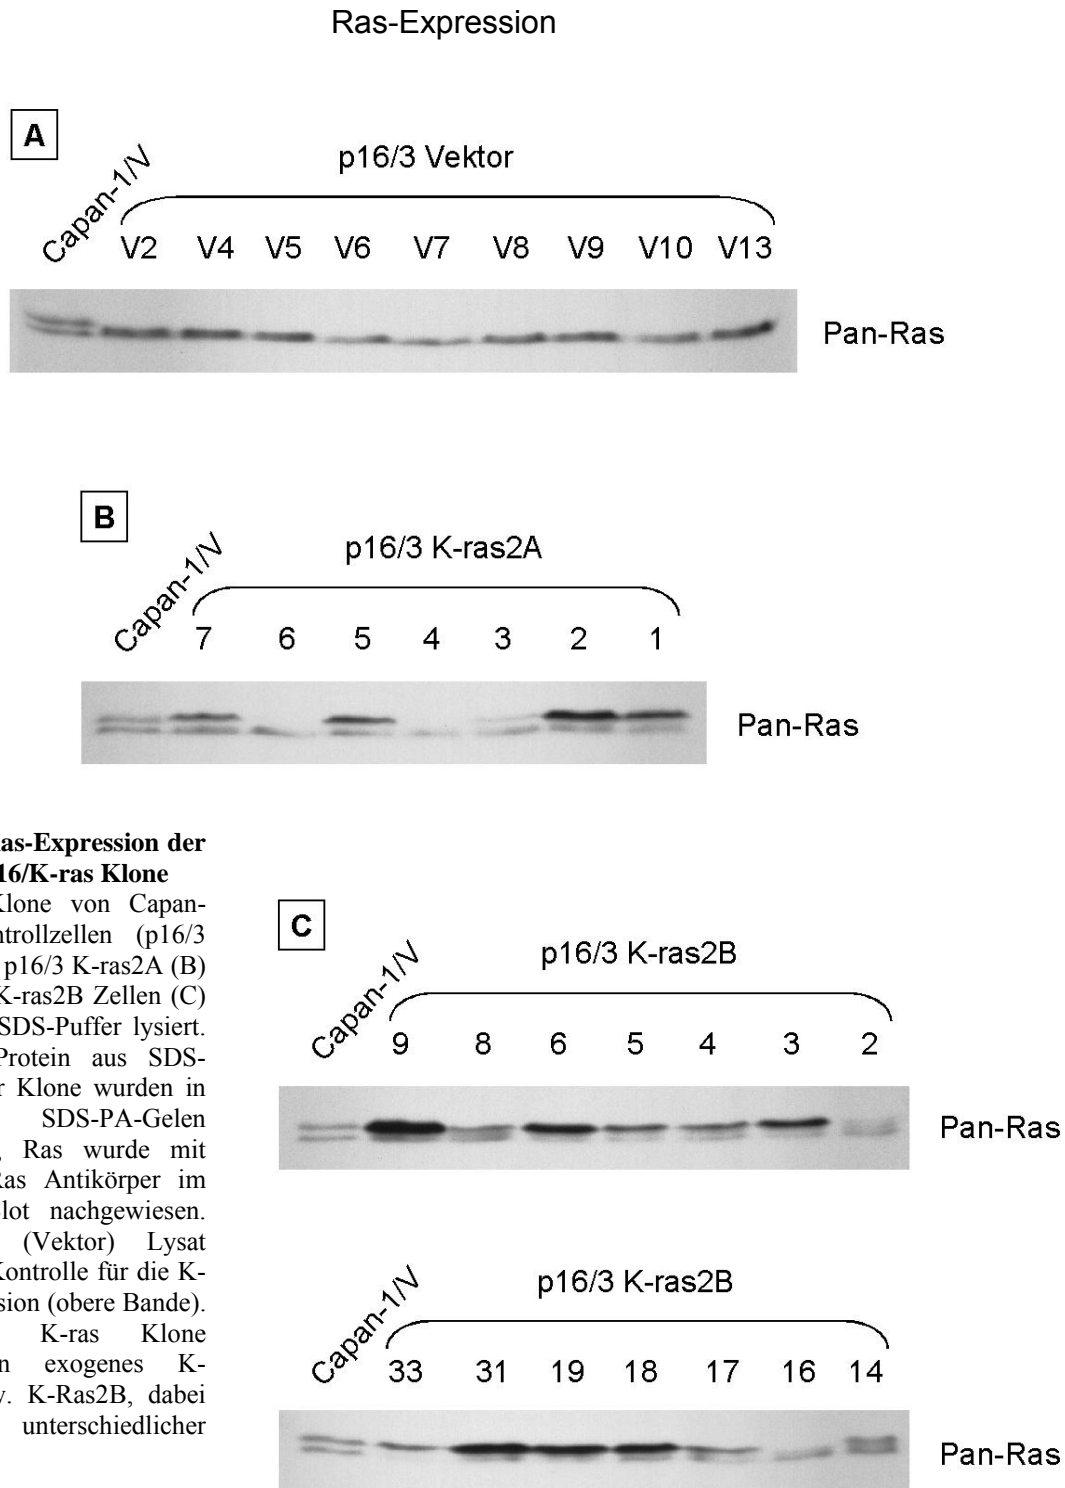 Ras-Expression
A
Capan-1/V
p16/3 Vektor
V2 V4 V5 V6 V7 V8 V9 V10 V13
Pan-Ras
B
Capan-1/V
p16/3 K-ras2A
7 6 5 4 3 2 1
Pan-Ras
as-Expression der
16/K-ras Klone
Klone von Capan-
ntrollzellen (p16/3
p16/3 K-ras2A (B)
K-ras2B Zellen (C)
SDS-Puffer lysiert.
Protein aus SDS-
r Klone wurden in
SDS-PA-Gelen
, Ras wurde mit
Ras Antikörper im
lot nachgewiesen.
(Vektor) Lysat
Kontrolle für die K-
sion (obere Bande).
K-ras Klone
n exogenes K-
v. K-Ras2B, dabei
unterschiedlicher
C
Capan-1/V
p16/3 K-ras2B
9 8 6 5 4 3 2
Pan-Ras
Capan-1/V
p16/3 K-ras2B
33 31 19 18 17 16 14
Pan-Ras